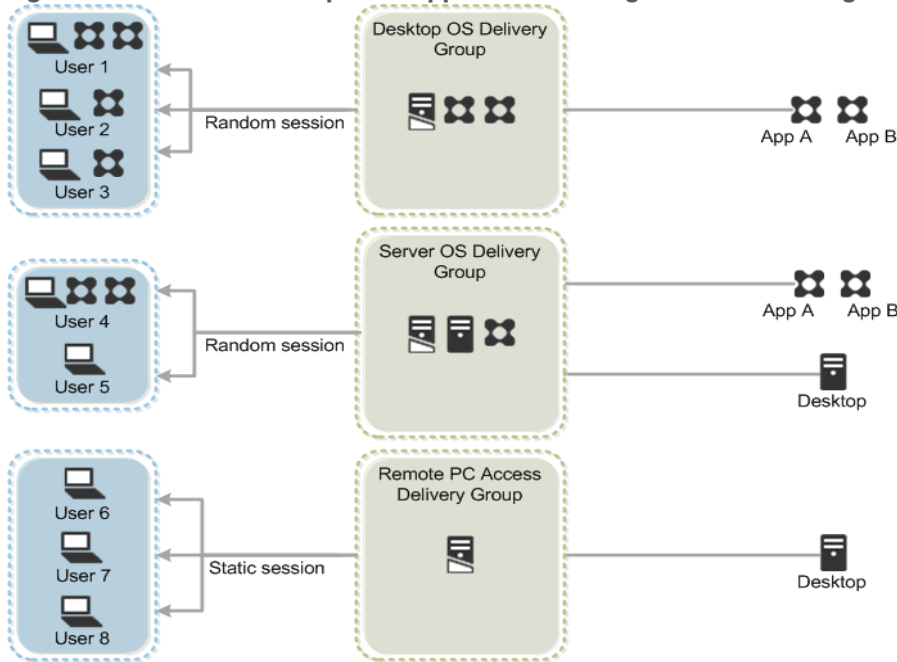 Desktop OS Delivery
Group
User 1
User 2
User 3
Random session
App A
App B
Server OS Delivery
Group
User 4
User 5
Random session
App A
App B
Desktop
Remote PC Access
Delivery Group
User 6
User 7
User 8
Static session
Desktop